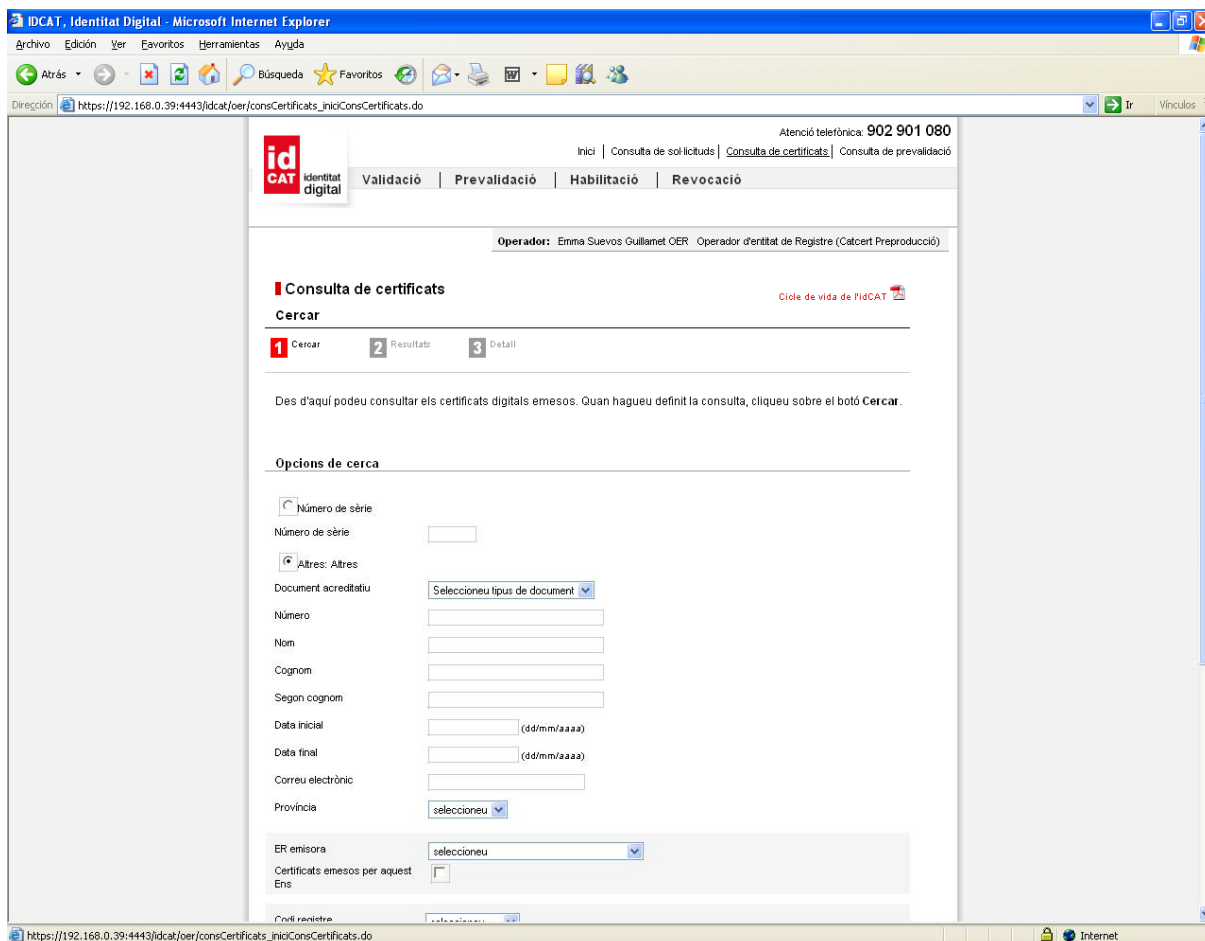 IDCAT, Identitat Digital - Microsoft Internet Explorer
Archivo Edición Ver Favoritos Herramientas Ayuda
Atrás Búsqueda Favoritos
Dirección https://192.168.0.39:4443/idcat/oer/consCertificats_iniciConsCertificats.do Ir Vínculos
Atenció telefònica: 902 901 080
Inici | Consulta de sol·licituds | Consulta de certificats | Consulta de prevalidació
id
CAT identitat
digital
Validació | Prevalidació | Habilitació | Revocació
Operador: Emma Suevos Guillamet OER Operador d'entitat de Registre (Catcert Preproducció)
Consulta de certificats
Cicle de vida de l'idCAT
Cercar
1 Cercar 2 Resultats 3 Detall
Des d'aquí podeu consultar els certificats digitals emesos. Quan hagueu definit la consulta, cliqueu sobre el botó Cercar.
Opcions de cerca
Número de sèrie
Número de sèrie
Altres: Altres
Document acreditatiu Seleccioneu tipus de document
Número
Nom
Cognom
Segon cognom
Data inicial (dd/mm/aaaa)
Data final (dd/mm/aaaa)
Correu electrònic
Província seleccioneu
ER emisora seleccioneu
Certificats emesos per aquest
Ens
Codi registre seleccioneu
https://192.168.0.39:4443/idcat/oer/consCertificats_iniciConsCertificats.do Internet